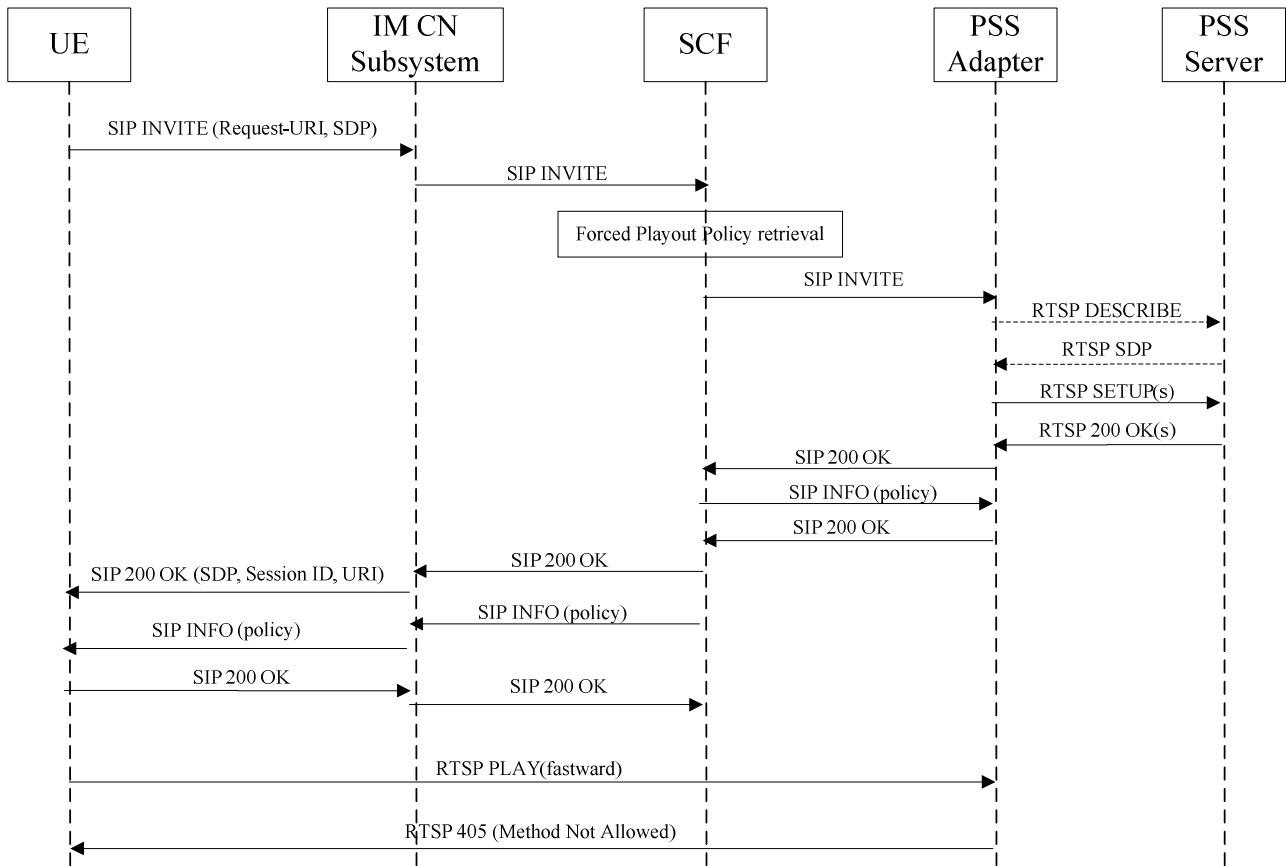 UE
IM CN
Subsystem
SCF
PSS
Adapter
PSS
Server
SIP INVITE (Request-URI, SDP)
SIP INVITE
Forced Playout Policy retrieval
SIP INVITE
RTSP DESCRIBE
RTSP SDP
RTSP SETUP(s)
RTSP 200 OK(s)
SIP 200 OK
SIP INFO (policy)
SIP 200 OK
SIP 200 OK
SIP 200 OK (SDP, Session ID, URI)
SIP INFO (policy)
SIP INFO (policy)
SIP 200 OK
SIP 200 OK
RTSP PLAY(fastward)
RTSP 405 (Method Not Allowed)